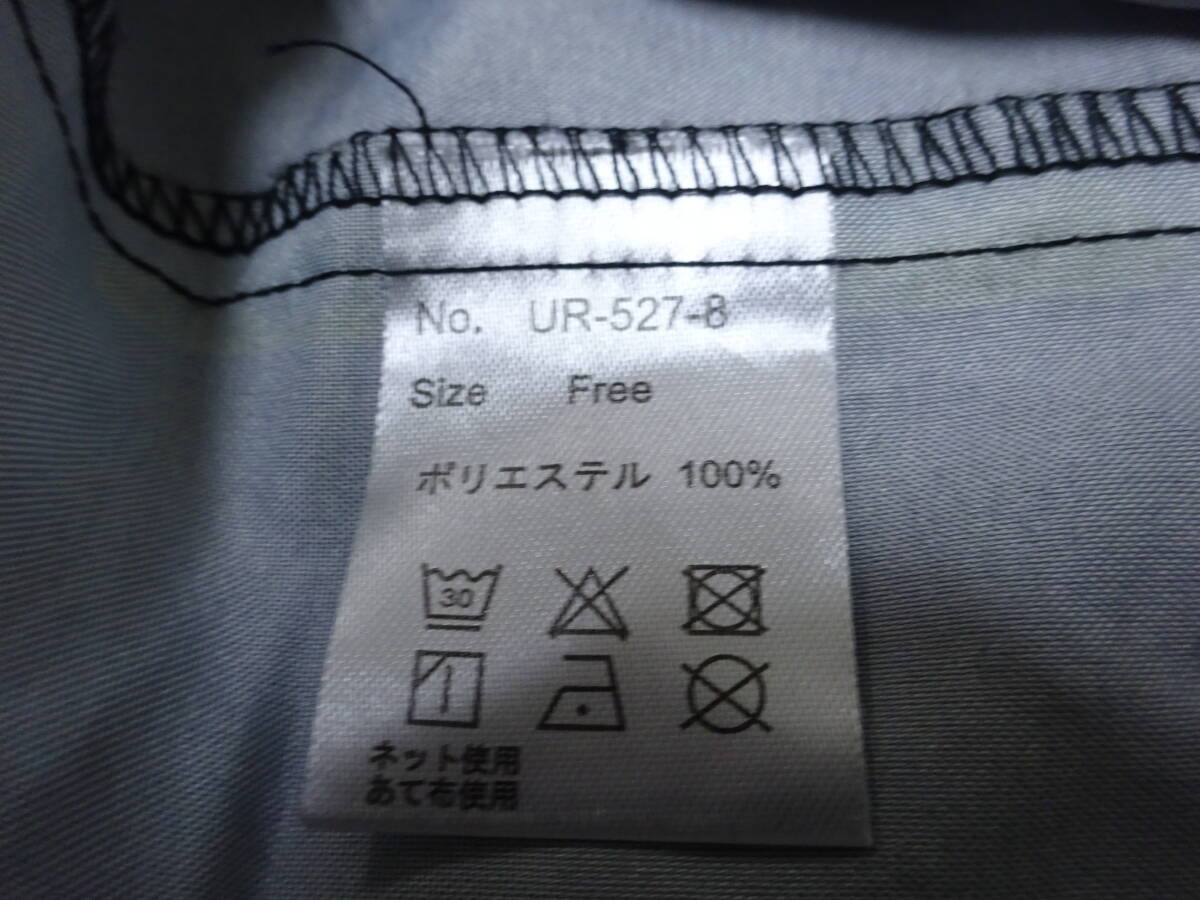 No. UR-527-8
Size Free
ポリエステル 100%
30
ネット使用
あて布使用